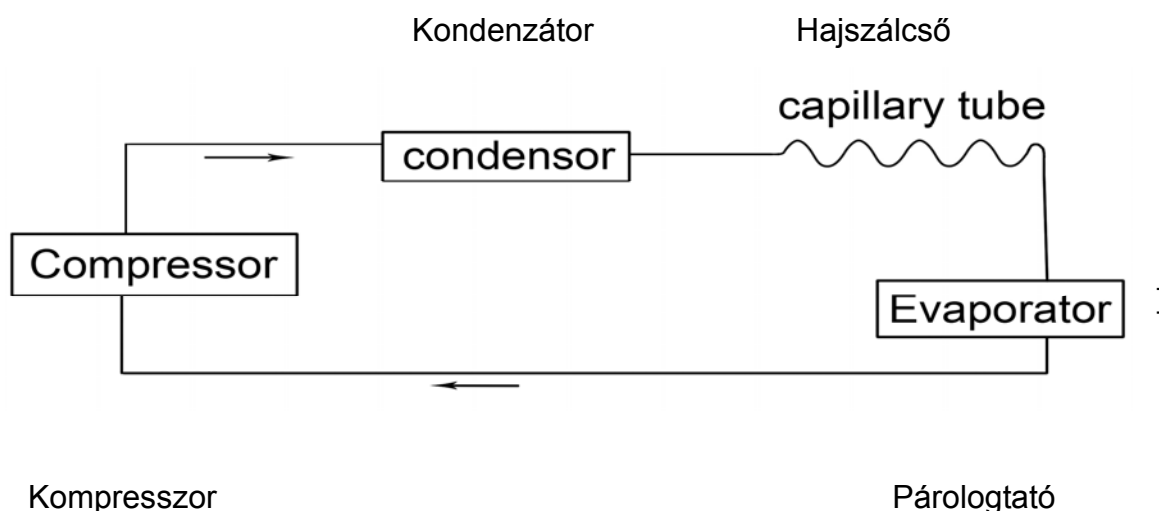 Kondenzátor Hajszálcső
capillary tube
condensor
Compressor
Evaporator
Kompresszor Párologtató